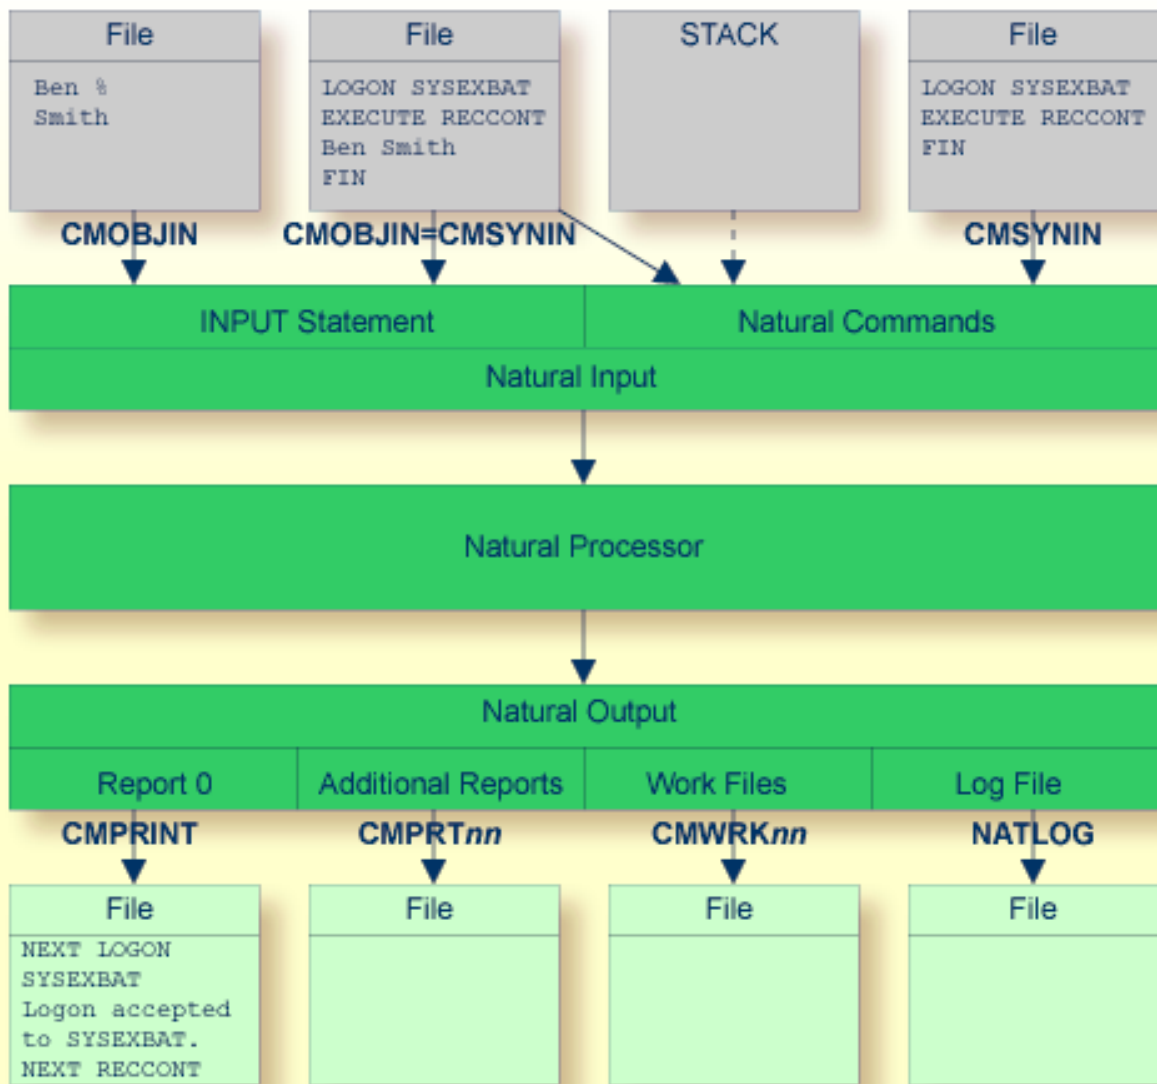 File
Ben %
Smith
File
LOGON SYSEXBAT
EXECUTE RECCONT
Ben Smith
FIN
STACK
File
LOGON SYSEXBAT
EXECUTE RECCONT
FIN
CMOBJIN
CMOBJIN=CMSYNIN
CMSYNIN
INPUT Statement
Natural Commands
Natural Input
Natural Processor
Natural Output
Report 0
Additional Reports
Work Files
Log File
CMPRINT
CMPRTnn
CMWRKnn
NATLOG
File
NEXT LOGON
SYSEXBAT
Logon accepted
to SYSEXBAT.
NEXT RECCONT
File
File
File